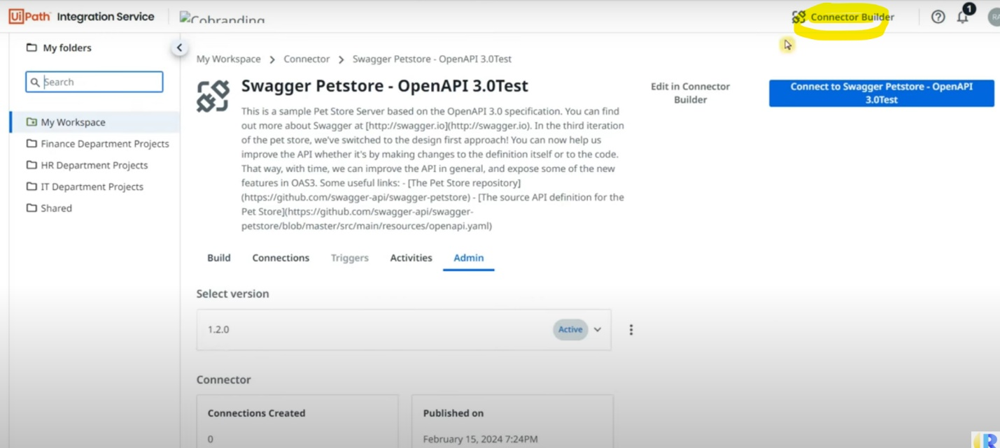 UiPath Integration Service
Cobranding
Connector Builder
1
RA
My folders
Search
My Workspace
Finance Department Projects
HR Department Projects
IT Department Projects
Shared
My Workspace > Connector > Swagger Petstore - OpenAPI 3.0Test
Swagger Petstore - OpenAPI 3.0Test
This is a sample Pet Store Server based on the OpenAPI 3.0 specification. You can find
out more about Swagger at [http://swagger.io](http://swagger.io). In the third iteration
of the pet store, we've switched to the design first approach! You can now help us
improve the API whether it's by making changes to the definition itself or to the code.
That way, with time, we can improve the API in general, and expose some of the new
features in OAS3. Some useful links: - [The Pet Store repository]
(https://github.com/swagger-api/swagger-petstore) - [The source API definition for the
Pet Store](https://github.com/swagger-api/swagger-
petstore/blob/master/src/main/resources/openapi.yaml)
Edit in Connector
Builder
Connect to Swagger Petstore - OpenAPI
3.0Test
Build Connections Triggers Activities Admin
Select version
1.2.0 Active
Connector
Connections Created
0
Published on
February 15, 2024 7:24PM
R